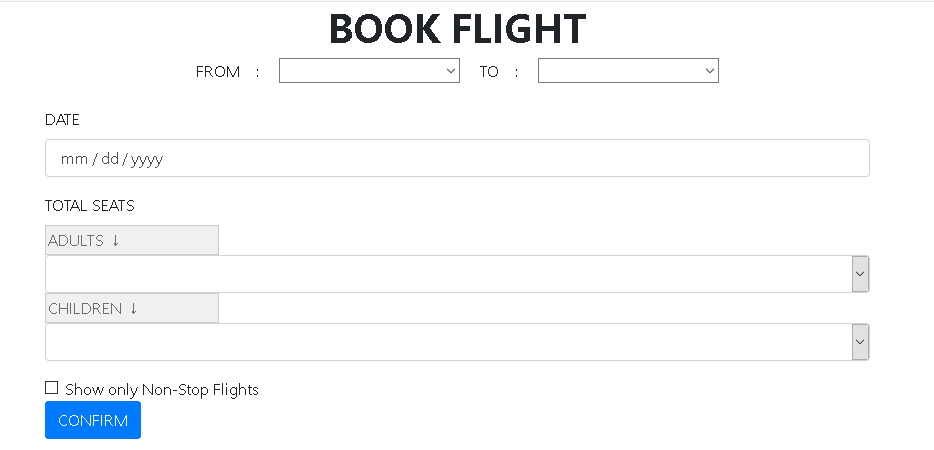 BOOK FLIGHT
FROM : TO :
DATE
mm / dd / yyyy
TOTAL SEATS
ADULTS ↓
CHILDREN ↓
Show only Non-Stop Flights
CONFIRM